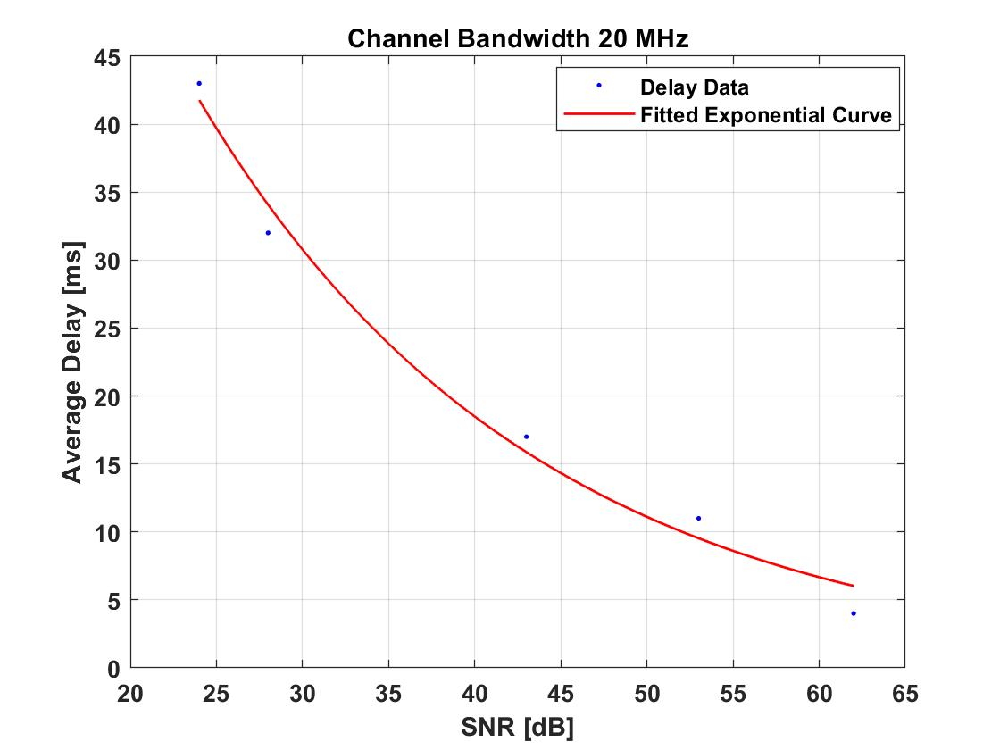 Channel Bandwidth 20 MHz
Delay Data
Fitted Exponential Curve
45
40
35
30
25
20
15
10
5
0
Average Delay [ms]
20 25 30 35 40 45 50 55 60 65
SNR [dB]